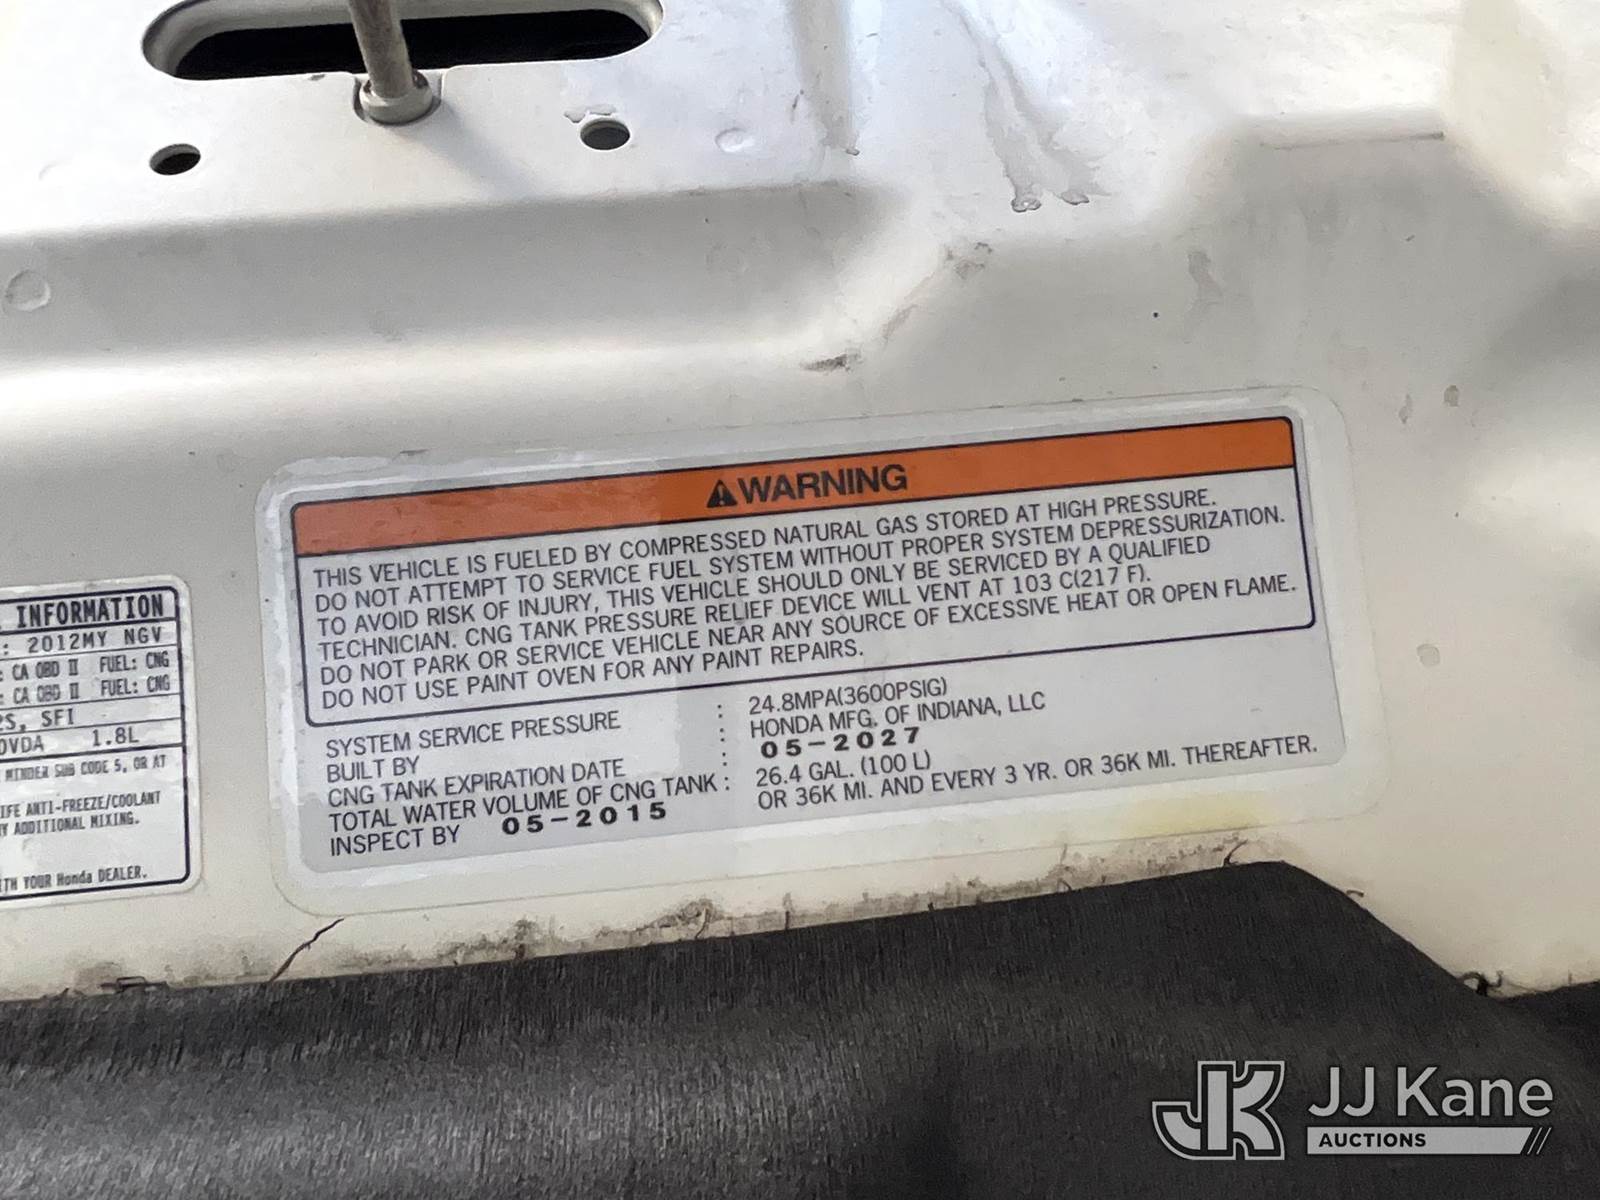 WARNING
THIS VEHICLE IS FUELED BY COMPRESSED NATURAL GAS STORED AT HIGH PRESSURE.
DO NOT ATTEMPT TO SERVICE FUEL SYSTEM WITHOUT PROPER SYSTEM DEPRESSURIZATION.
TO AVOID RISK OF INJURY, THIS VEHICLE SHOULD ONLY BE SERVICED BY A QUALIFIED
TECHNICIAN. CNG TANK PRESSURE RELIEF DEVICE WILL VENT AT 103 C(217 F).
DO NOT PARK OR SERVICE VEHICLE NEAR ANY SOURCE OF EXCESSIVE HEAT OR OPEN FLAME.
DO NOT USE PAINT OVEN FOR ANY PAINT REPAIRS.
SYSTEM SERVICE PRESSURE : 24.8MPA(3600PSIG)
BUILT BY : HONDA MFG. OF INDIANA, LLC
CNG TANK EXPIRATION DATE : 05-2027
TOTAL WATER VOLUME OF CNG TANK : 26.4 GAL. (100 L)
INSPECT BY 05-2015 OR 36K MI. AND EVERY 3 YR. OR 36K MI. THEREAFTER.
INFORMATION
: 2012MY NGV
: CA OBD II FUEL: CNG
: CA OBD II FUEL: CNG
SFI
1.8L
SUB CODE 5, OR AT
ANTI-FREEZE/COOLANT
ADDITIONAL MIXING.
YOUR Honda DEALER.
JK JJ Kane
AUCTIONS